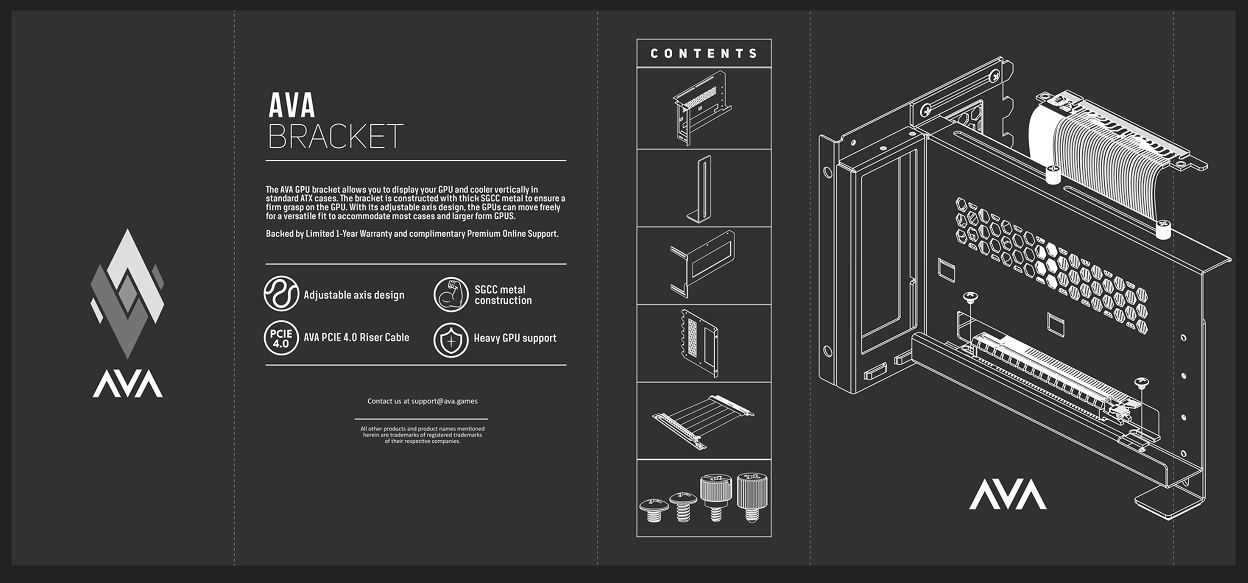 AVA
AVA
BRACKET
The AVA GPU bracket allows you to display your GPU and cooler vertically in
standard ATX cases. The bracket is constructed with thick SGCC metal to ensure a
firm grasp on the GPU. With its adjustable axis design, the GPUs can move freely
for a versatile fit to accommodate most cases and larger form GPUS.
Backed by Limited 1-Year Warranty and complimentary Premium Online Support.
Adjustable axis design
SGCC metal
construction
PCIE
4.0
AVA PCIE 4.0 Riser Cable
Heavy GPU support
Contact us at support@ava.games
All other products and product names mentioned
herein are trademarks of registered trademarks
of their respective companies.
CONTENTS
AVA